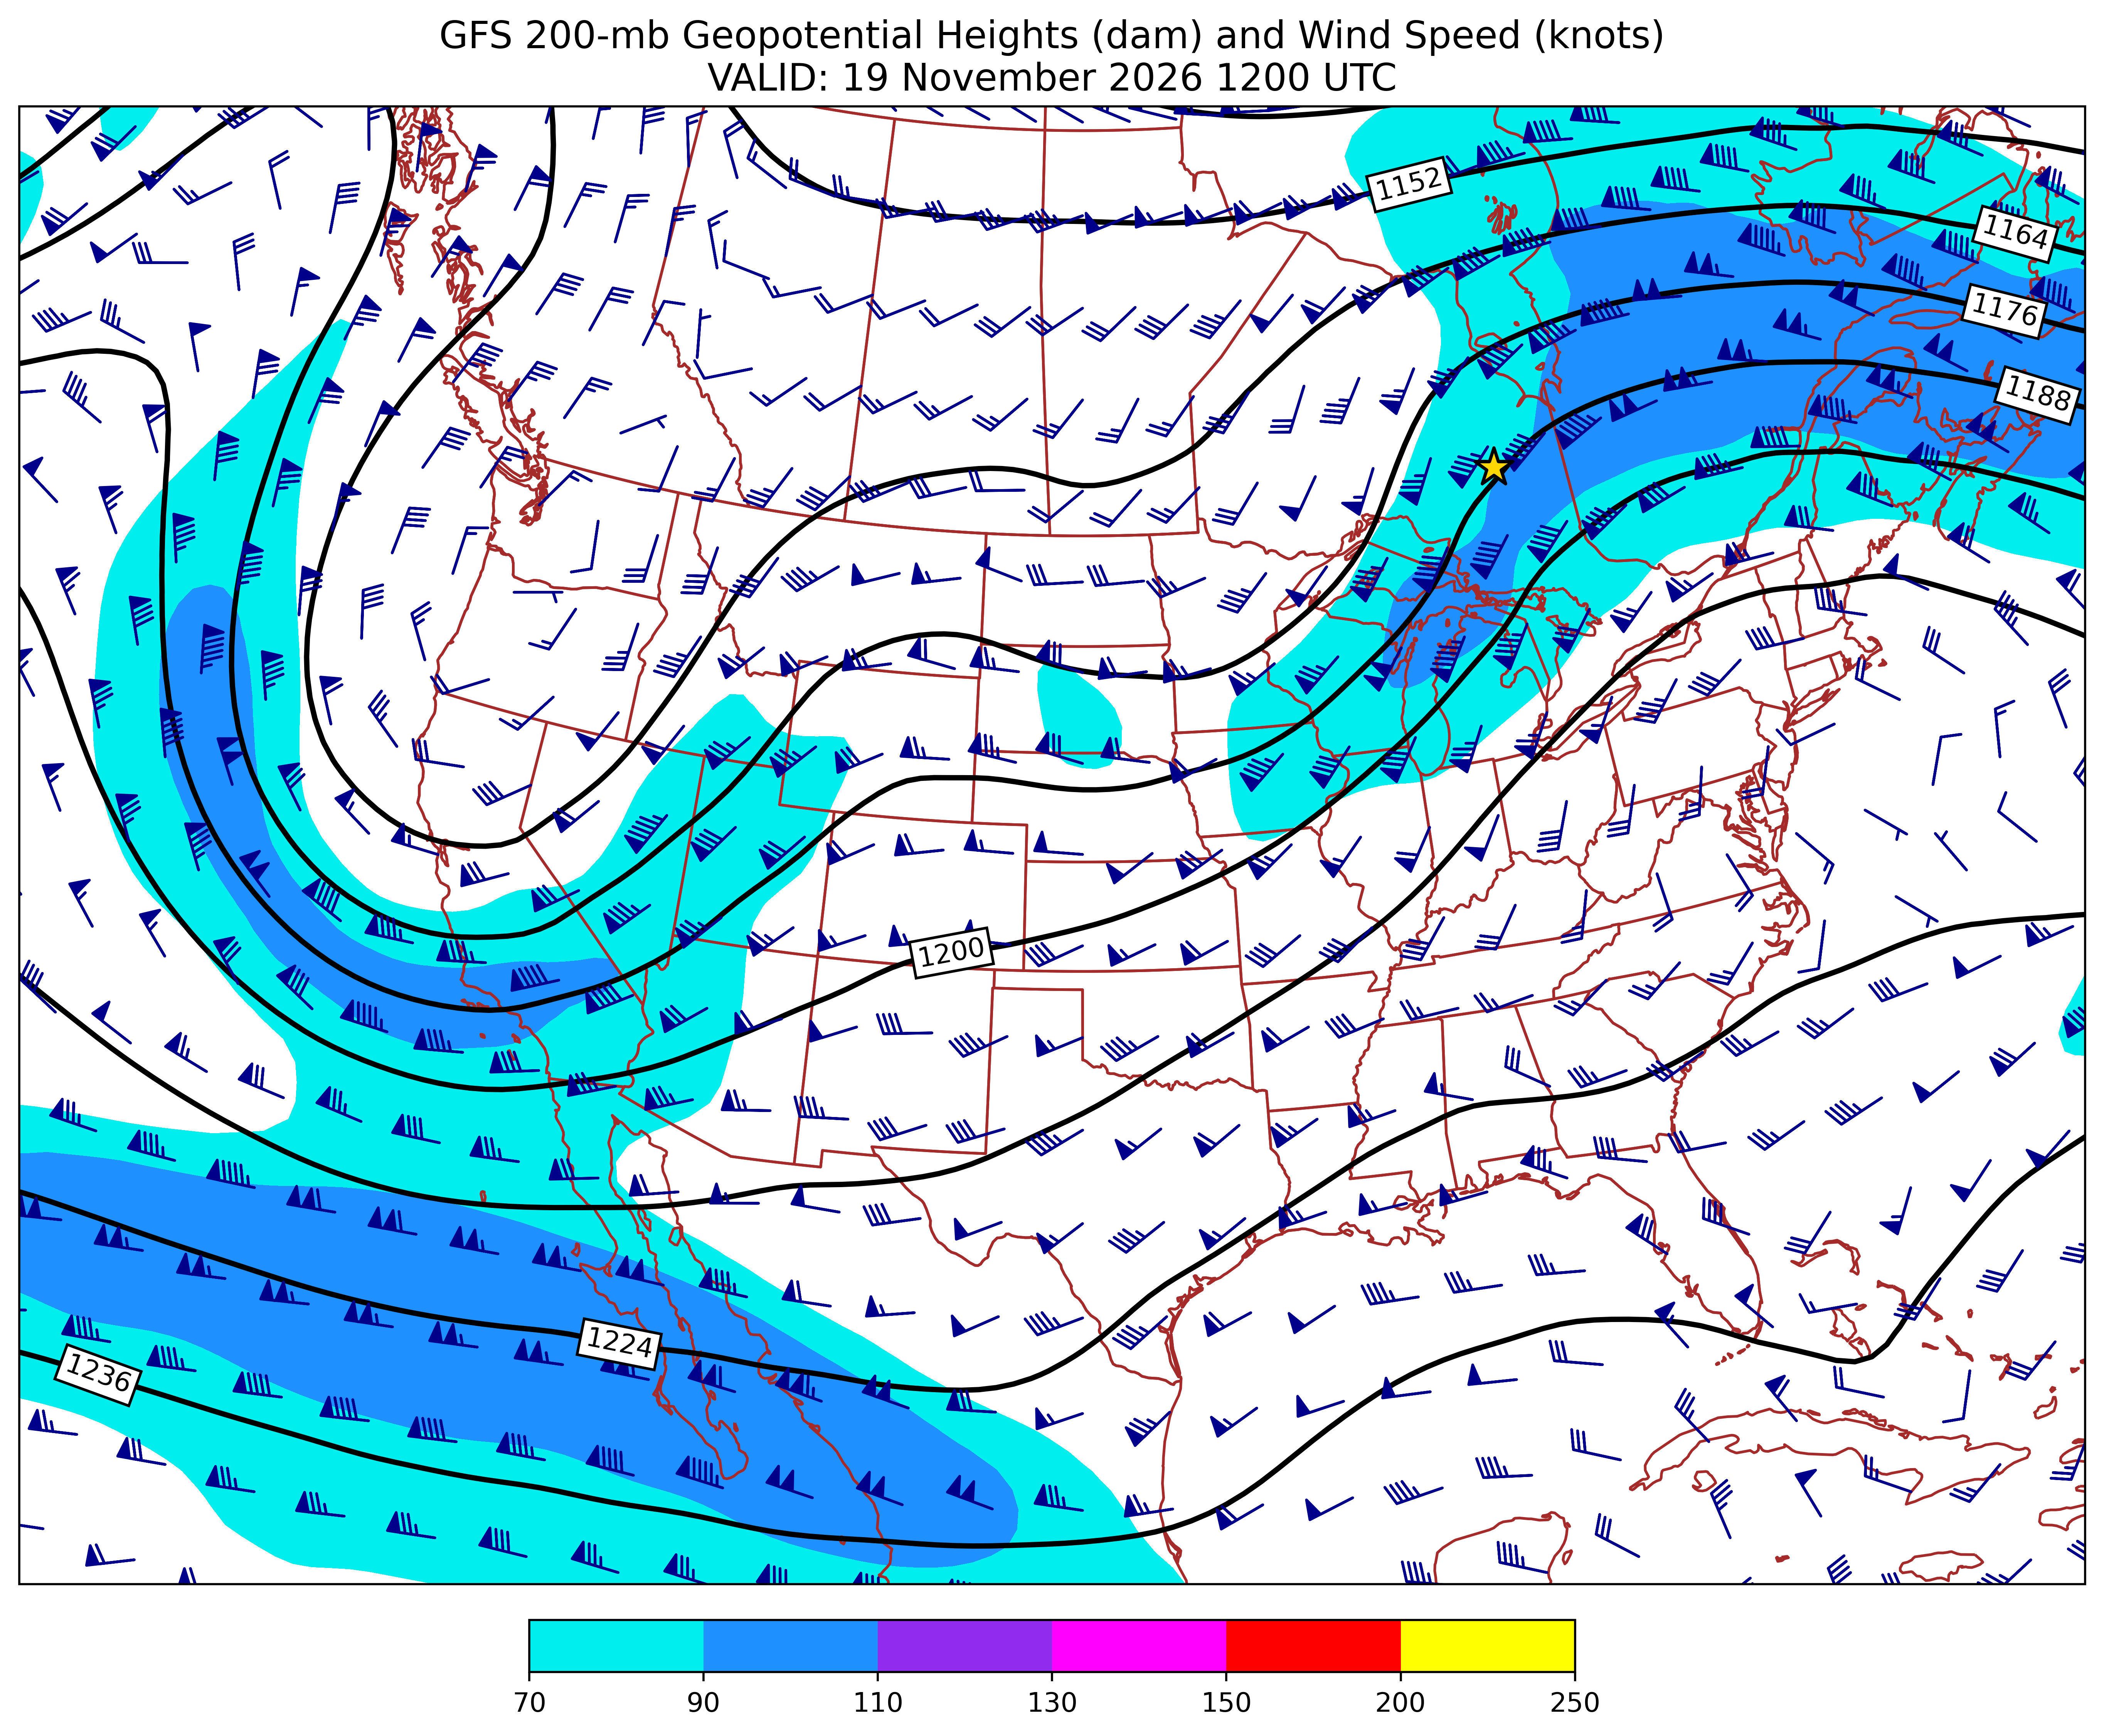 GFS 200-mb Geopotential Heights (dam) and Wind Speed (knots)
VALID: 19 November 2026 1200 UTC
1152
1164
1176
1188
1200
1224
1236
70 90 110 130 150 200 250